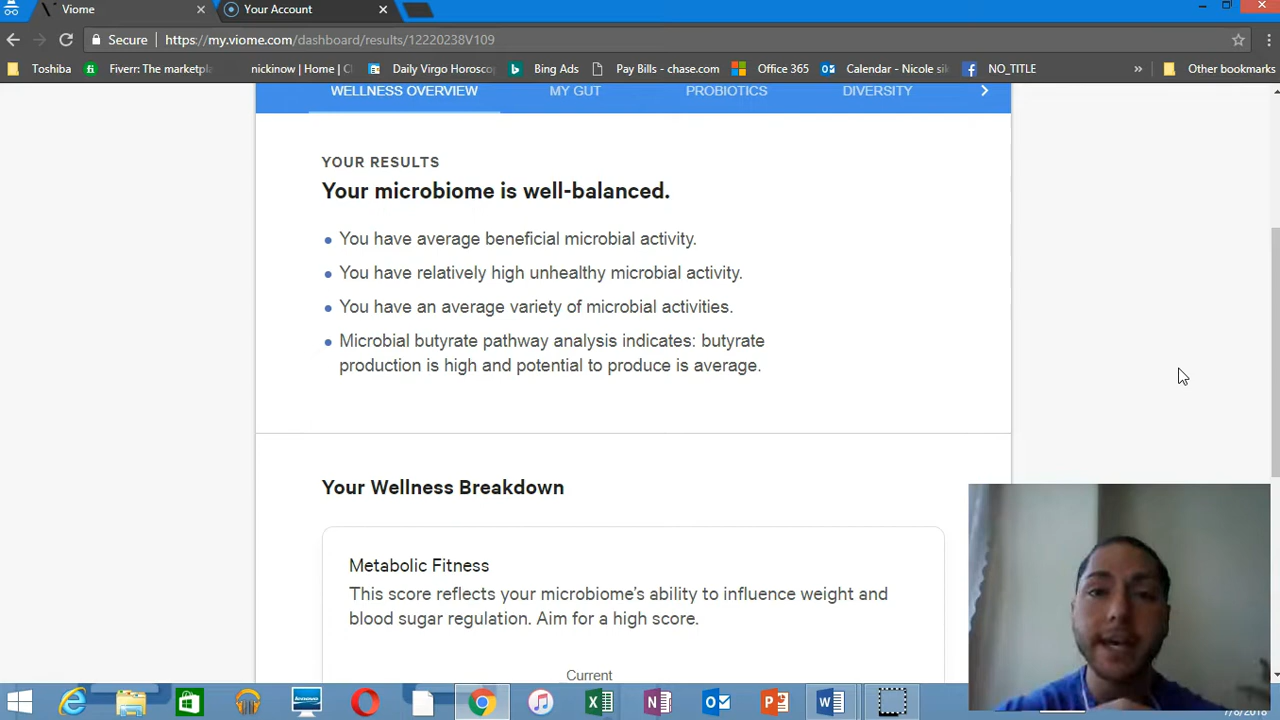 Viome
Your Account
Secure
https://my.viome.com/dashboard/results/12220238V109
Toshiba
Fiverr: The marketpla
nickinow | Home | C
Daily Virgo Horosco
Bing Ads
Pay Bills - chase.com
Office 365
Calendar - Nicole sil
NO_TITLE
»
Other bookmarks
WELLNESS OVERVIEW
MY GUT
PROBIOTICS
DIVERSITY
YOUR RESULTS
Your microbiome is well-balanced.
• You have average beneficial microbial activity.
• You have relatively high unhealthy microbial activity.
• You have an average variety of microbial activities.
• Microbial butyrate pathway analysis indicates: butyrate
production is high and potential to produce is average.
Your Wellness Breakdown
Metabolic Fitness
This score reflects your microbiome's ability to influence weight and
blood sugar regulation. Aim for a high score.
Current
7/8/2018